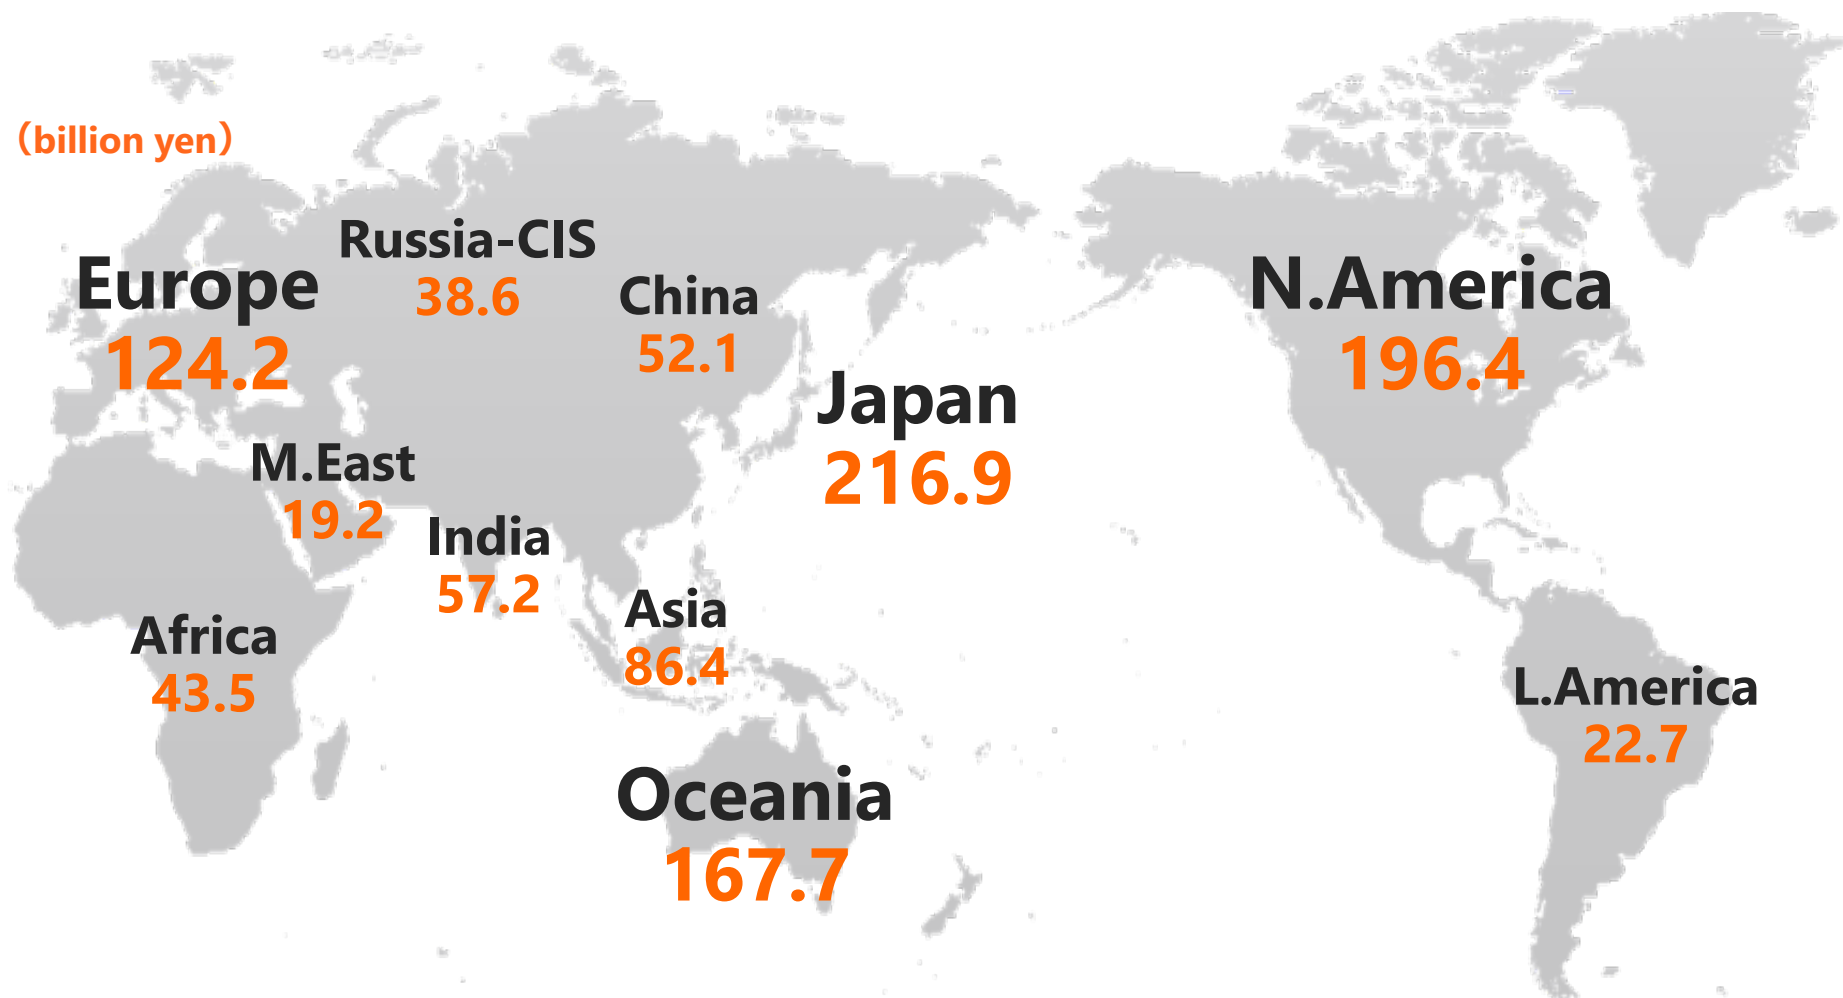 (billion yen)
Russia-CIS
38.6
Europe
124.2
China
52.1
N.America
196.4
Japan
216.9
M.East
19.2
India
57.2
Asia
86.4
Africa
43.5
L.America
22.7
Oceania
167.7